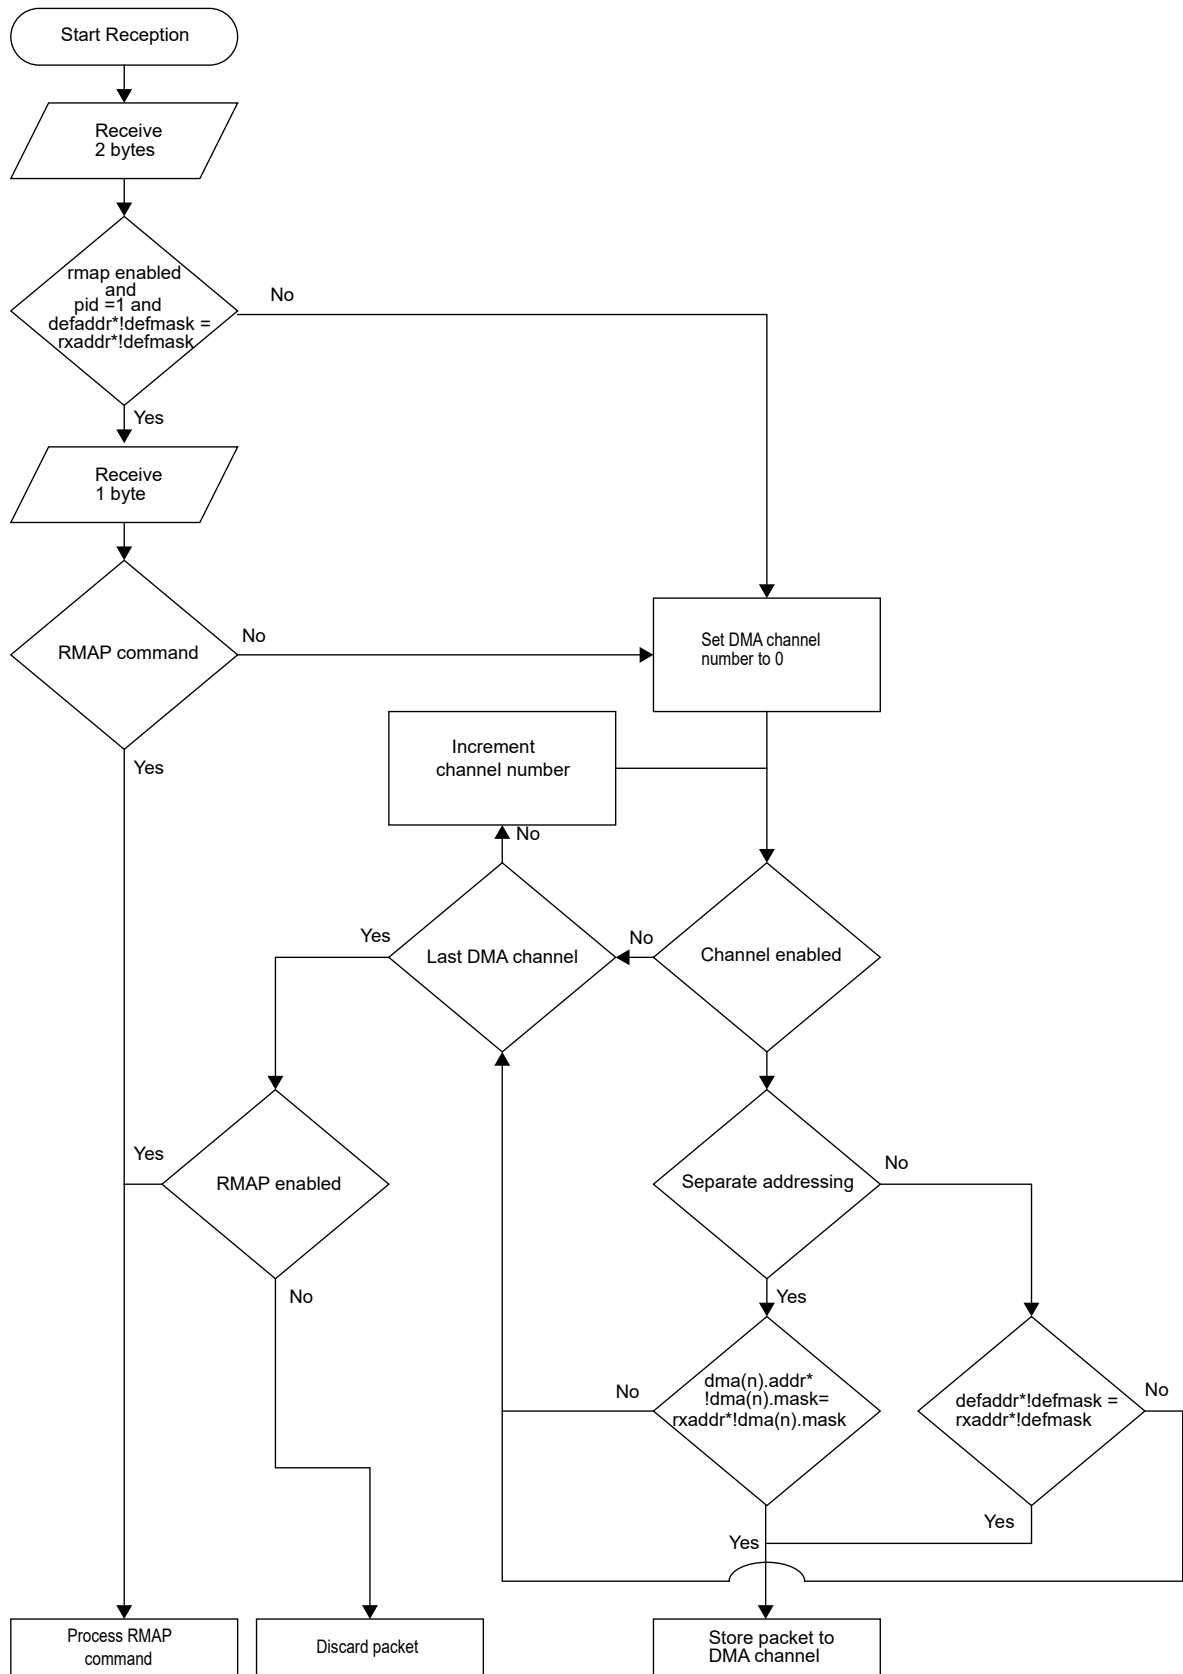 Start Reception
Receive
2 bytes
rmap enabled
and
pid =1 and
defaddr*!defmask =
rxaddr*!defmask
No
Yes
Receive
1 byte
RMAP command
No
Yes
Set DMA channel
number to 0
Increment
channel number
No
Last DMA channel
Yes
No
Channel enabled
RMAP enabled
Yes
No
Separate addressing
No
Yes
dma(n).addr*
!dma(n).mask=
rxaddr*!dma(n).mask
No
Yes
defaddr*!defmask =
rxaddr*!defmask
No
Yes
Process RMAP
command
Discard packet
Store packet to
DMA channel